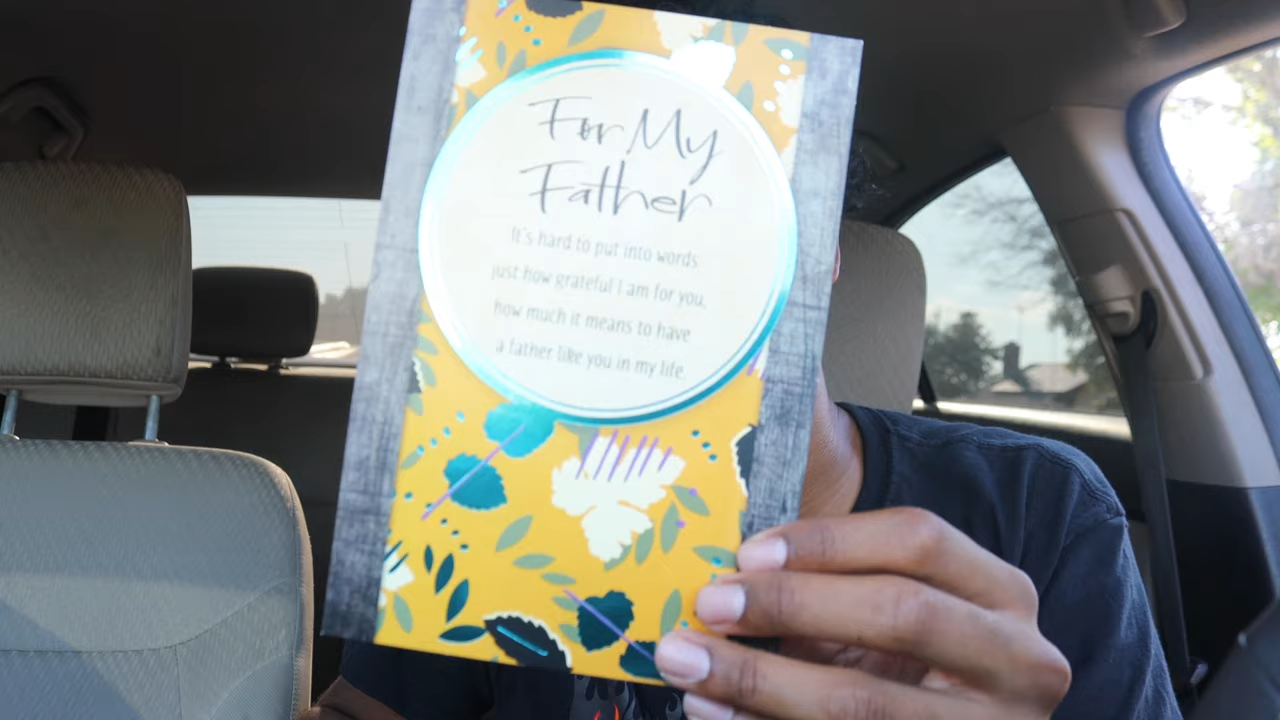 For My
Father
It's hard to put into words
just how grateful I am for you,
how much it means to have
a father like you in my life.